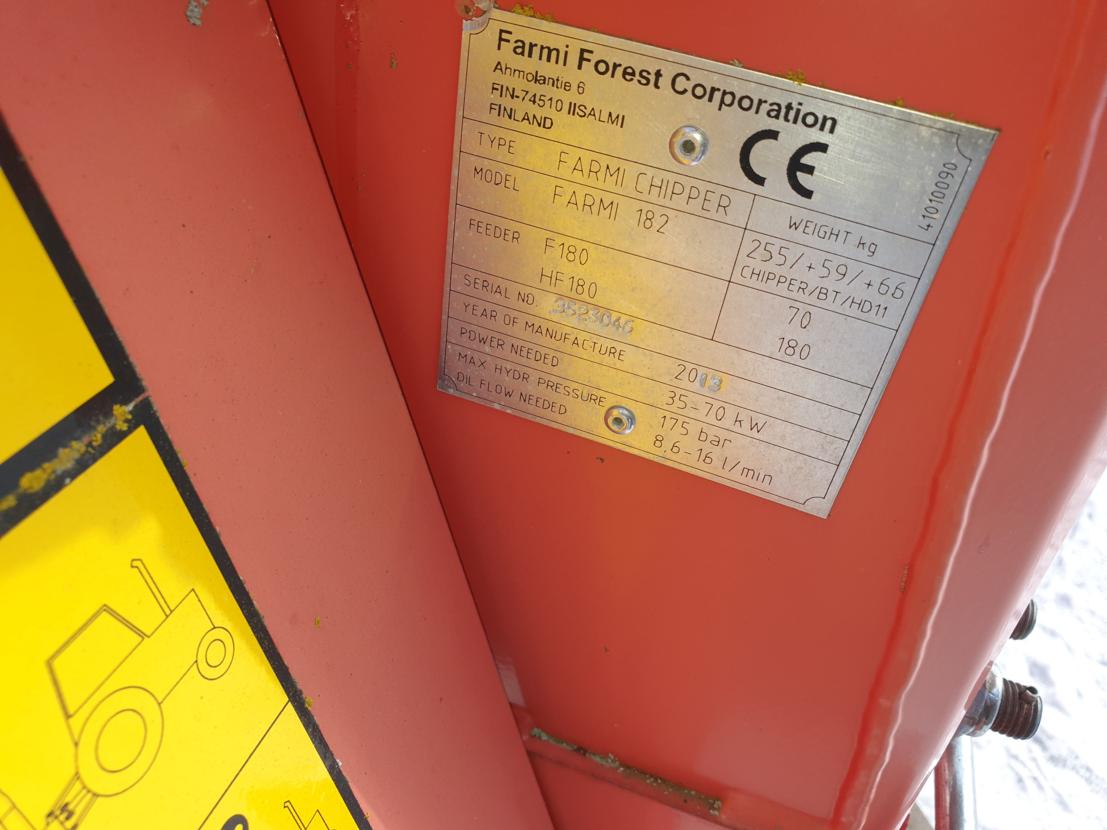 Farmi Forest Corporation
Ahmolantie 6
FIN-74510 IISALMI
FINLAND
CE
41010090
TYPE FARMI CHIPPER
MODEL FARMI 182
WEIGHT kg
255/+59/+66
CHIPPER/BT/HD11
FEEDER F180 70
HF180 180
SERIAL NO. 3523046
YEAR OF MANUFACTURE 2013
POWER NEEDED 35-70 kW
MAX HYDR PRESSURE 175 bar
OIL FLOW NEEDED 8,6-16 l/min